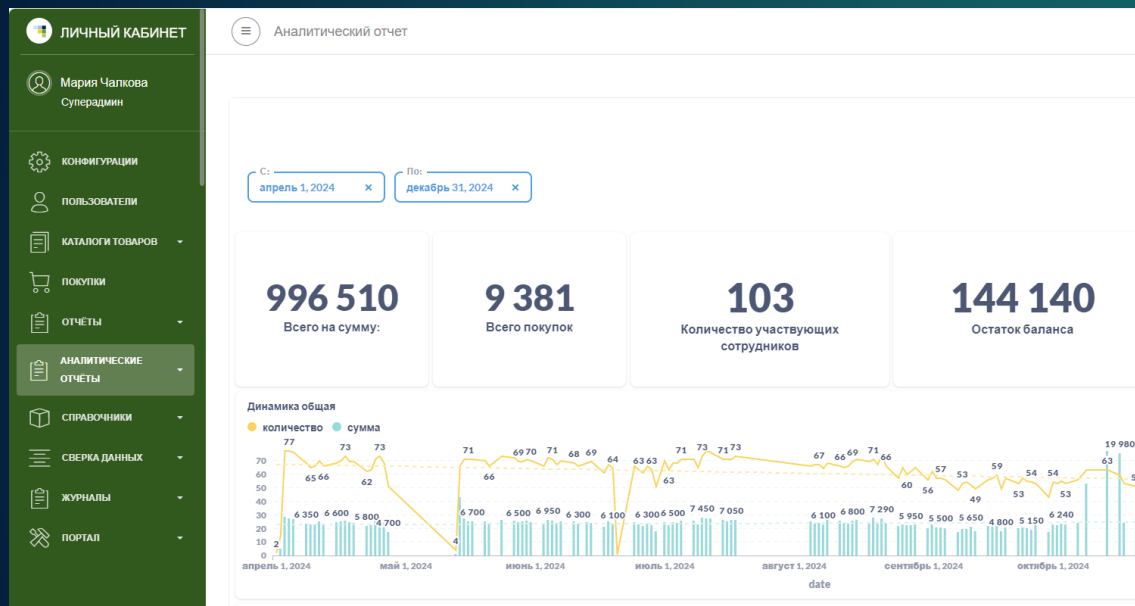 ЛИЧНЫЙ КАБИНЕТ
Аналитический отчет
Мария Чалкова
Суперадмин
КОНФИГУРАЦИИ
ПОЛЬЗОВАТЕЛИ
КАТАЛОГИ ТОВАРОВ
ПОКУПКИ
ОТЧЁТЫ
АНАЛИТИЧЕСКИЕ
ОТЧЁТЫ
СПРАВОЧНИКИ
СВЕРКА ДАННЫХ
ЖУРНАЛЫ
ПОРТАЛ
С:
апрель 1, 2024 ×
По:
декабрь 31, 2024 ×
996 510
Всего на сумму:
9 381
Всего покупок
103
Количество участвующих
сотрудников
144 140
Остаток баланса
Динамика общая
количество сумма
77 73 73 71 69 70 71 68 69 64 63 63 71 73 71 73 67 66 69 71 66 57 53 59 54 54 63 19 980
65 66 62 66 63 60 56 49 53 53 5
6 350 6 600 5 800 4 700 6 700 6 500 6 950 6 300 6 100 6 300 6 500 7 450 7 050 6 100 6 800 7 290 5 950 5 500 5 650 4 800 5 150 6 240
2 4
70
60
50
40
30
20
10
0
апрель 1, 2024 май 1, 2024 июнь 1, 2024 июль 1, 2024 август 1, 2024 сентябрь 1, 2024 октябрь 1, 2024
date